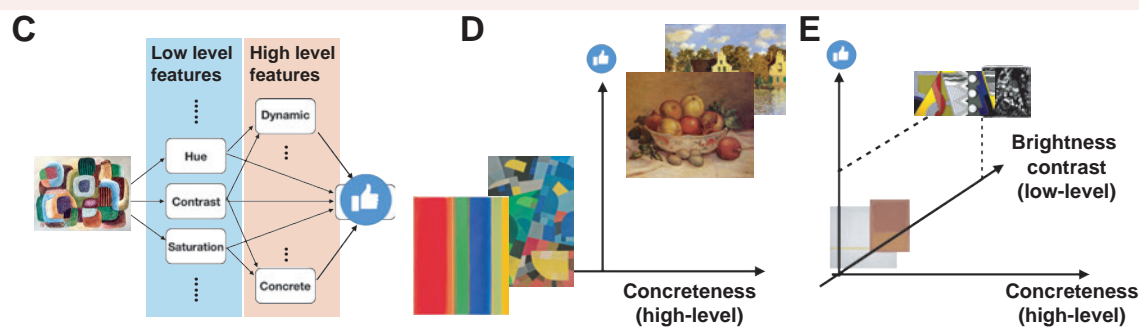 C
Low level
features
High level
features
Dynamic
Hue
Contrast
Saturation
Concrete
D
Concreteness
(high-level)
E
Brightness
contrast
(low-level)
Concreteness
(high-level)